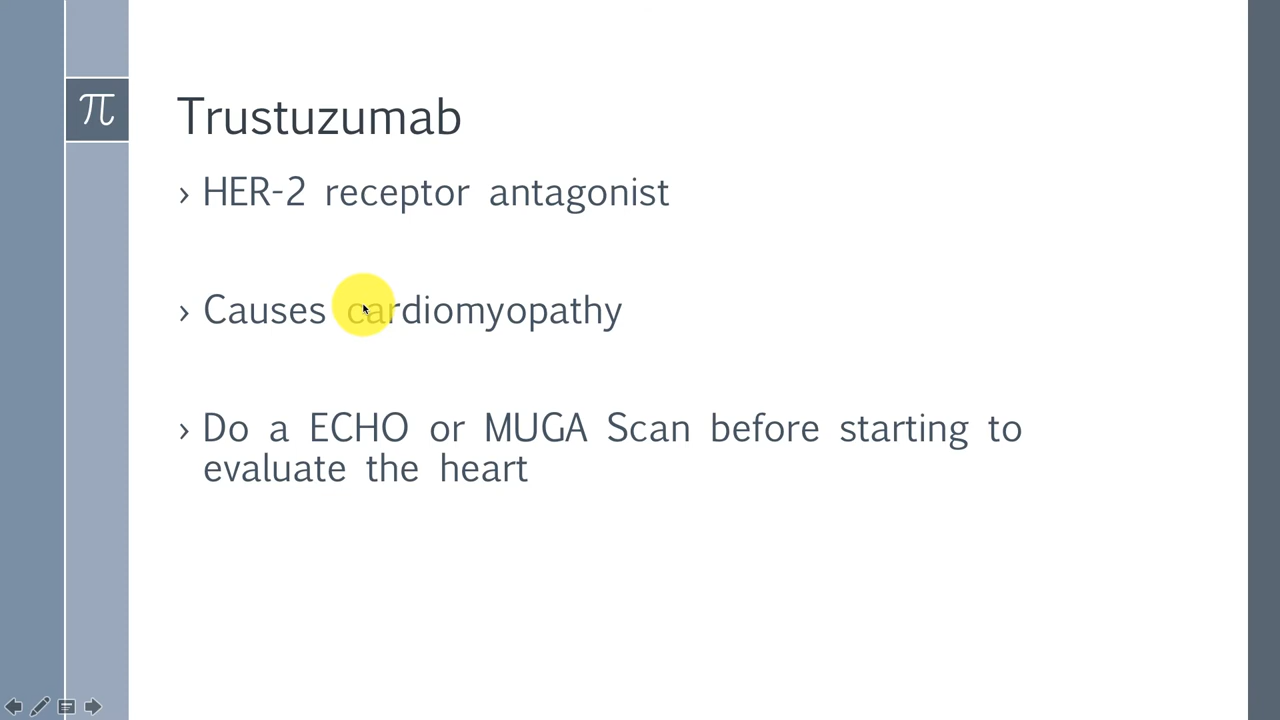 π
Trustuzumab
› HER-2 receptor antagonist
› Causes cardiomyopathy
› Do a ECHO or MUGA Scan before starting to
evaluate the heart